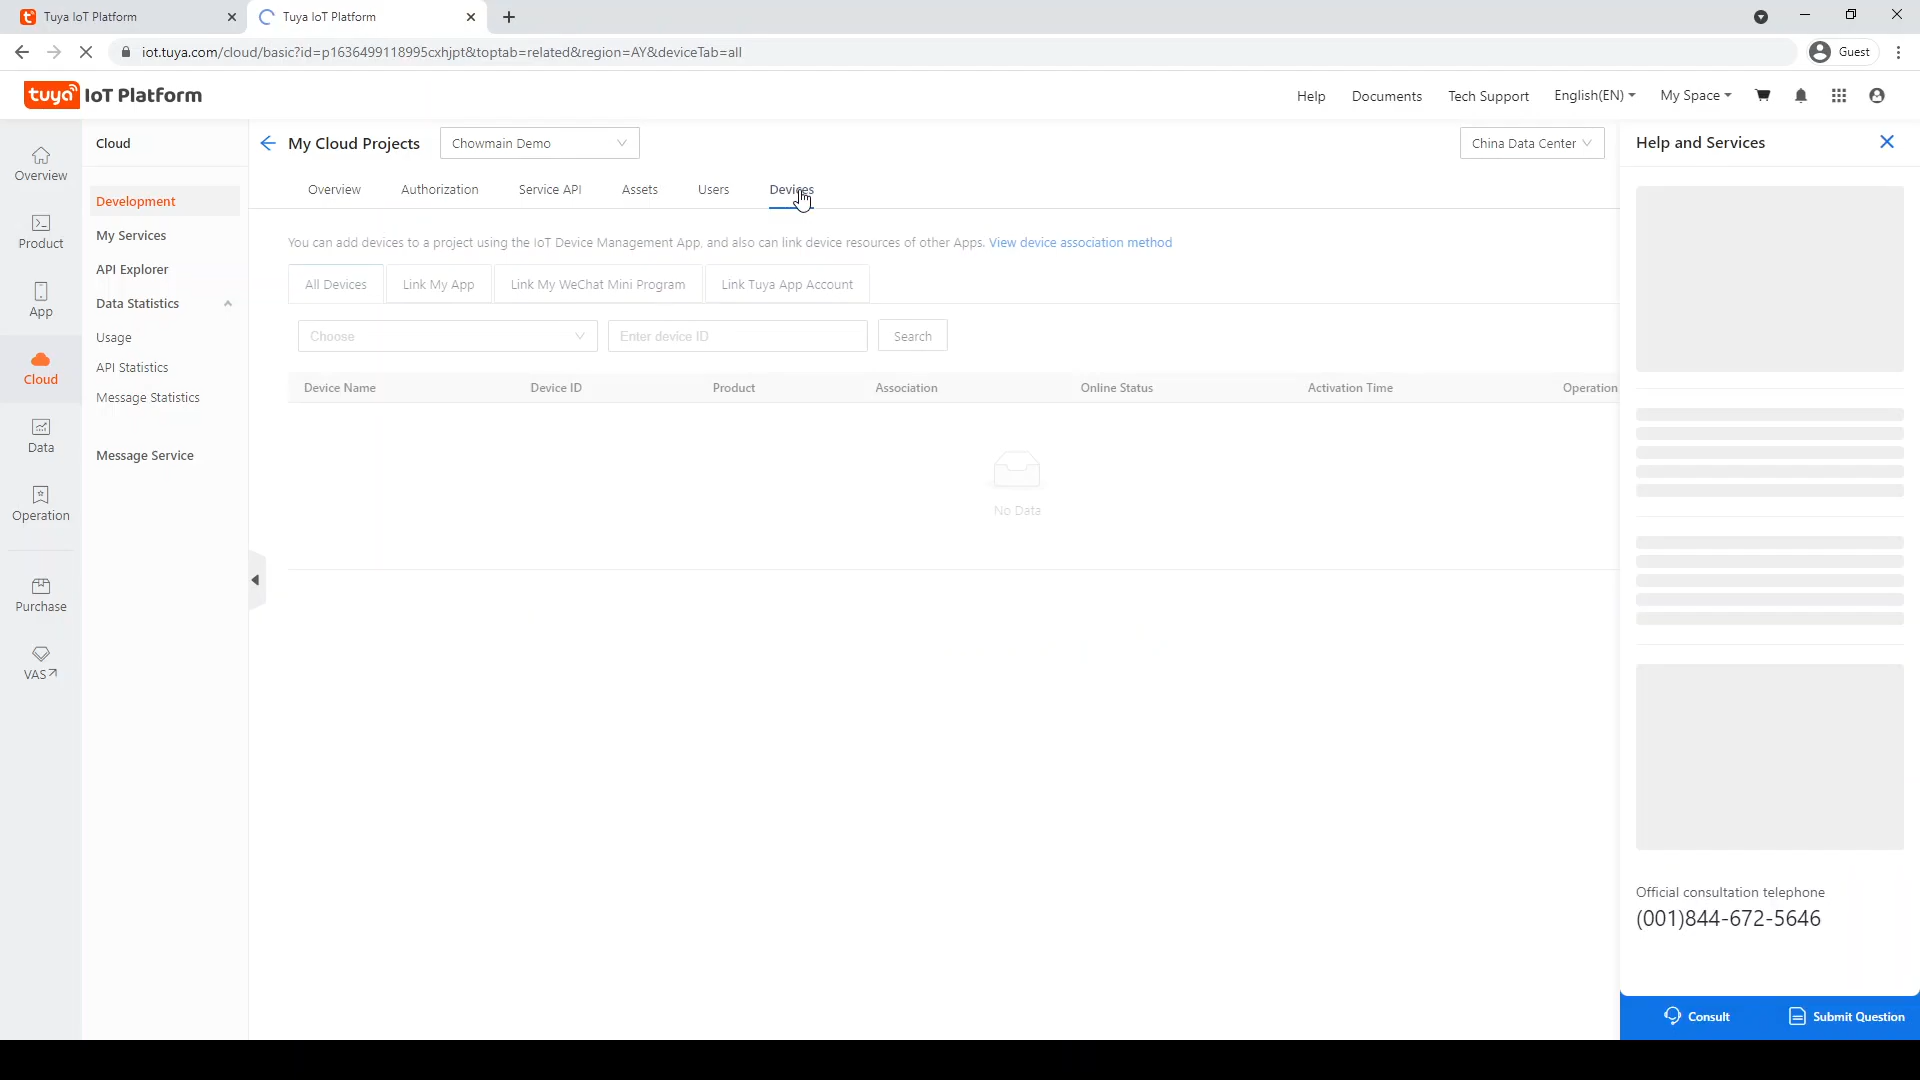 Tuya IoT Platform
Tuya IoT Platform
iot.tuya.com/cloud/basic?id=p1636499118995cxhjpt&toptab=related&region=AY&deviceTab=all
Guest
tuya IoT Platform
Help
Documents
Tech Support
English(EN)
My Space
Overview
Product
App
Cloud
Data
Operation
Purchase
VAS
Cloud
Development
My Services
API Explorer
Data Statistics
Usage
API Statistics
Message Statistics
Message Service
My Cloud Projects
Chowmain Demo
China Data Center
Overview
Authorization
Service API
Assets
Users
Devices
You can add devices to a project using the IoT Device Management App, and also can link device resources of other Apps. View device association method
All Devices
Link My App
Link My WeChat Mini Program
Link Tuya App Account
Choose
Enter device ID
Search
Device Name
Device ID
Product
Association
Online Status
Activation Time
Operation
No Data
Help and Services
Official consultation telephone
(001)844-672-5646
Consult
Submit Question